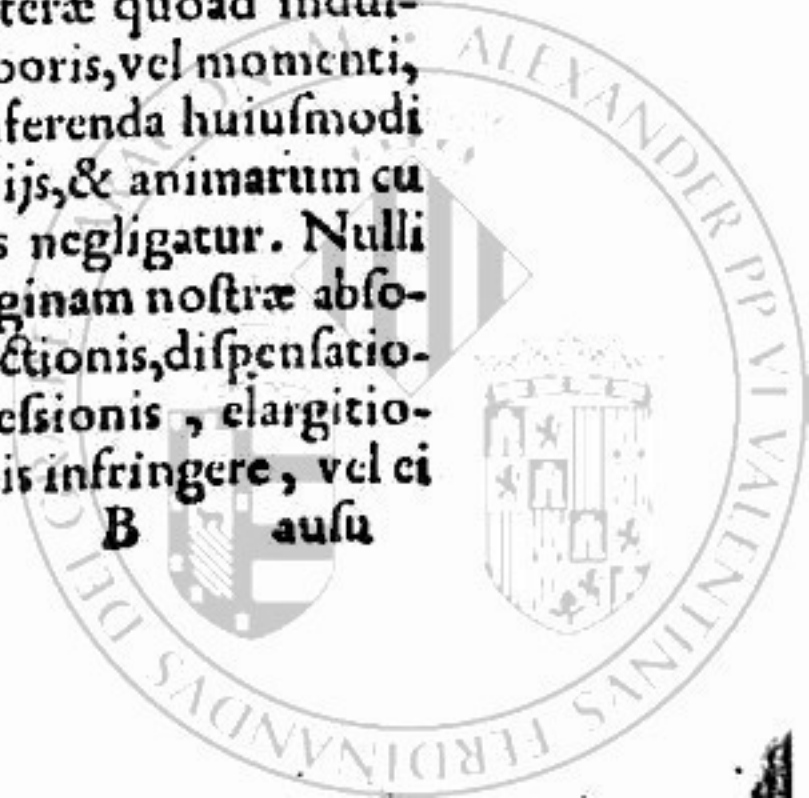 teræ quoad indul-
poris,vel momenti,
ferenda huiuſmodi
ijs,& animarum cu
s negligatur. Nulli
ginam noſtræ abſo-
ctionis,diſpenſatio-
eſsionis , elargitio-
is infringere, vel ei
B auſu
ALEXANDER PP VI VALENTINVS FERDINANDVS DEI